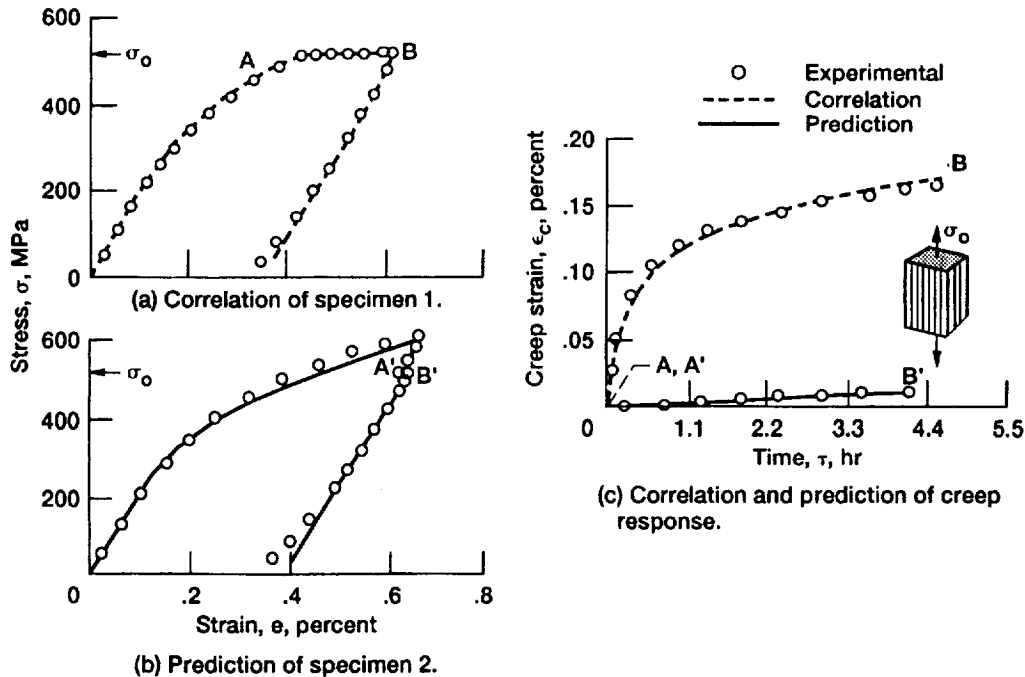 600
σo
A
B
400
200
0
Stress, σ, MPa
(a) Correlation of specimen 1.
600
σo
A'
B'
400
200
0
.2
.4
.6
.8
Strain, e, percent
(b) Prediction of specimen 2.
Experimental
Correlation
Prediction
.20
B
.15
σo
.10
.05
A, A'
B'
Creep strain, ϵc, percent
0
1.1
2.2
3.3
4.4
5.5
Time, τ, hr
(c) Correlation and prediction of creep
response.